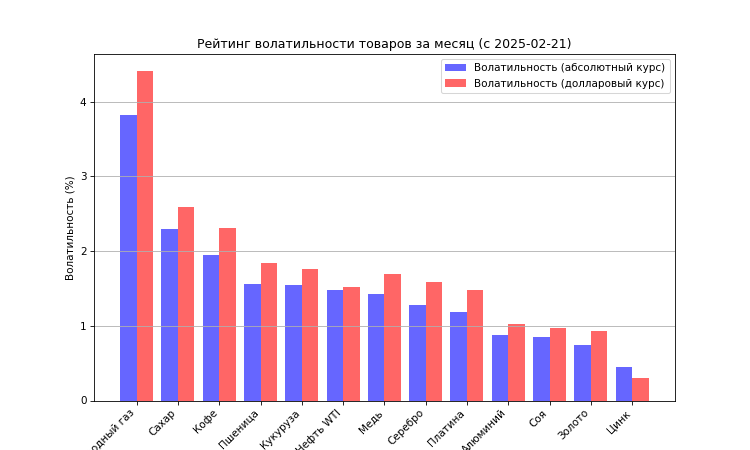 Рейтинг волатильности товаров за месяц (с 2025-02-21)
Волатильность (абсолютный курс)
Волатильность (долларовый курс)
Волатильность (%)
4
3
2
1
0
одный газ
Сахар
Кофе
Пшеница
Кукуруза
Нефть WTI
Медь
Серебро
Платина
Алюминий
Соя
Золото
Цинк